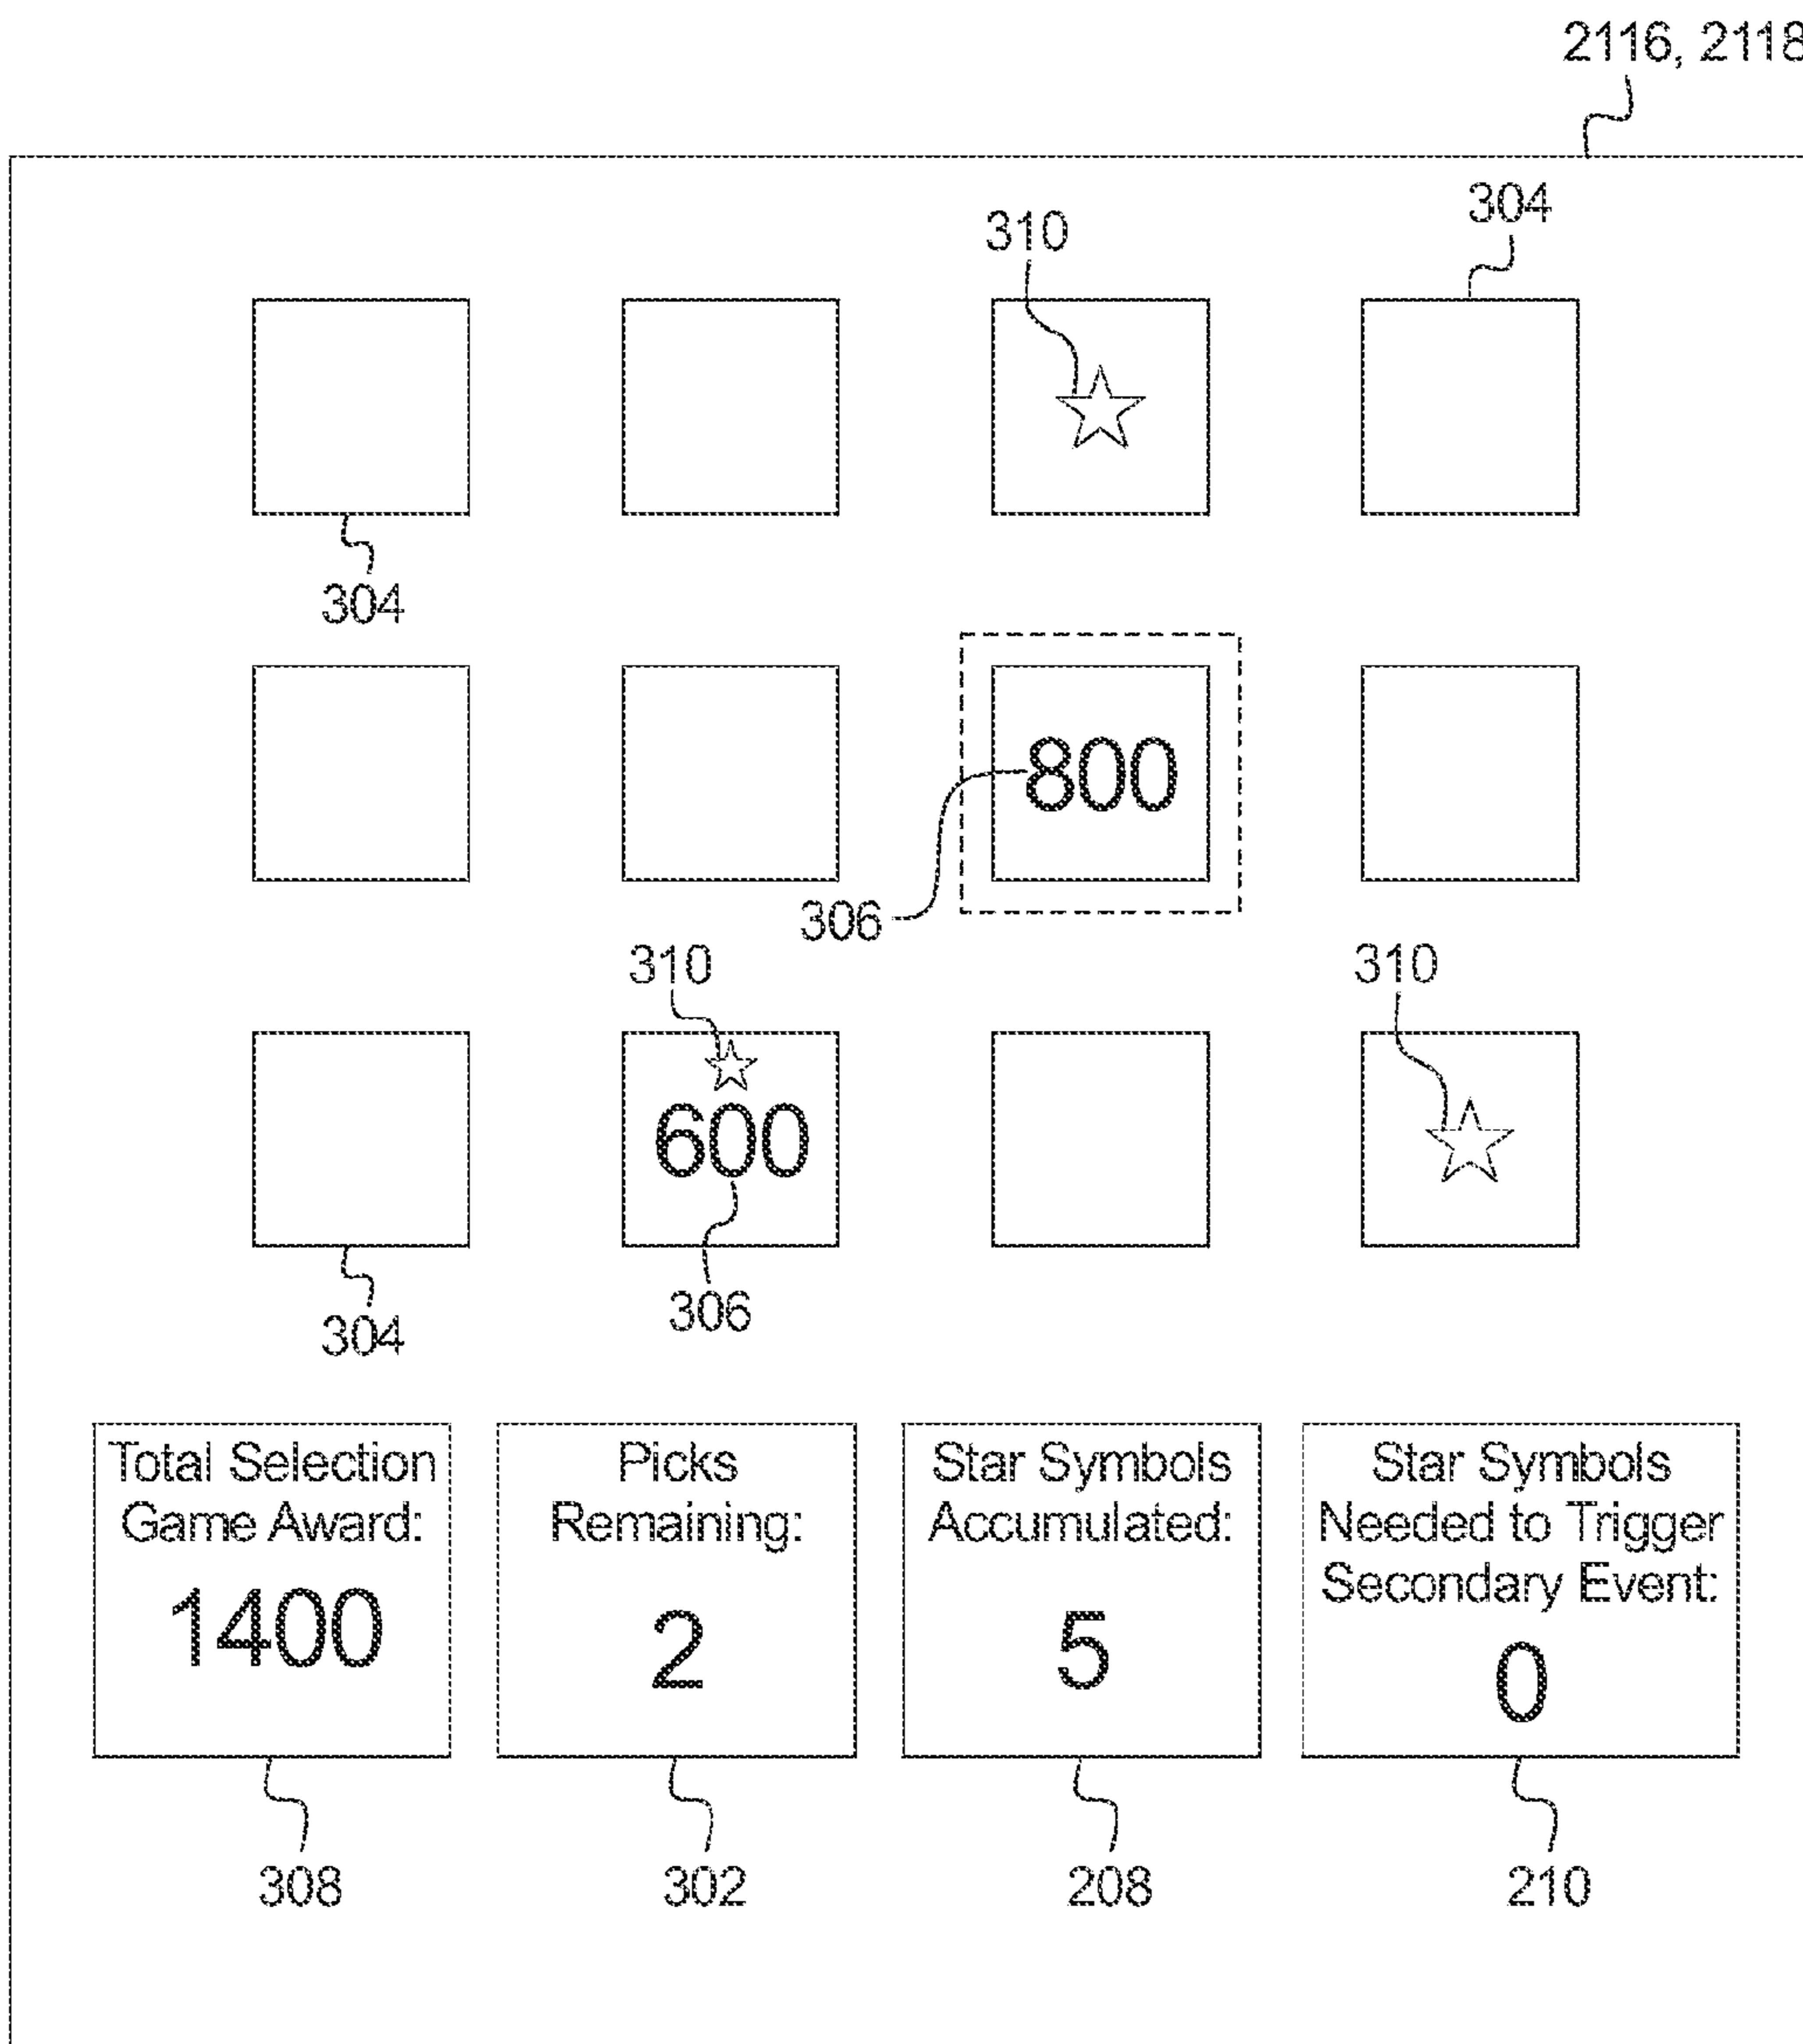 2116, 2118
310
304
304
800
306
310
310
600
306
304
Total Selection
Game Award:
1400
Picks
Remaining:
2
Star Symbols
Accumulated:
5
Star Symbols
Needed to Trigger
Secondary Event:
0
308
302
208
210